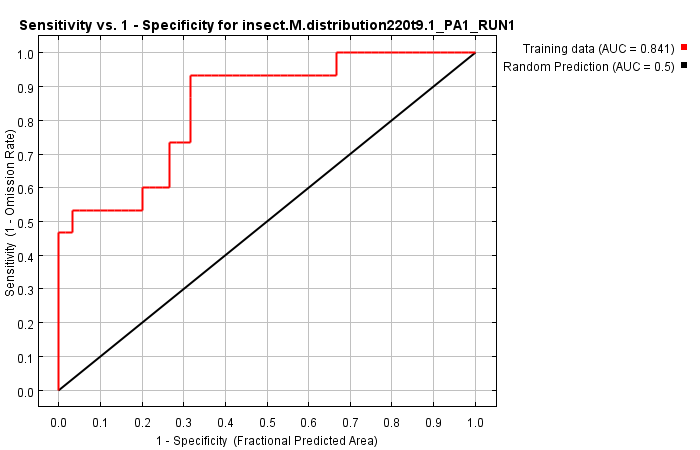 Sensitivity vs. 1 - Specificity for insect.M.distribution220t9.1_PA1_RUN1
Training data (AUC = 0.841)
Random Prediction (AUC = 0.5)
Sensitivity (1 - Omission Rate)
1.0
0.9
0.8
0.7
0.6
0.5
0.4
0.3
0.2
0.1
0.0
0.0 0.1 0.2 0.3 0.4 0.5 0.6 0.7 0.8 0.9 1.0
1 - Specificity (Fractional Predicted Area)